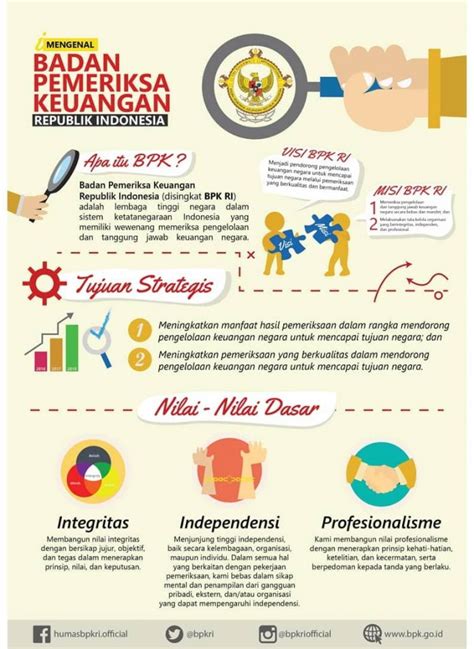 i MENGENAL
BADAN
PEMERIKSA
KEUANGAN
REPUBLIK INDONESIA
Apa itu BPK ?
Badan Pemeriksa Keuangan
Republik Indonesia (disingkat BPK RI)
adalah lembaga tinggi negara dalam
sistem ketatanegaraan Indonesia yang
memiliki wewenang memeriksa pengelolaan
dan tanggung jawab keuangan negara.
VISI BPK RI
Menjadi pendorong pengelolaan
keuangan negara untuk mencapai
tujuan negara melalui pemeriksaan
yang berkualitas dan bermanfaat.
MISI BPK RI
1 Memeriksa pengelolaan
dan tanggung jawab keuangan
negara secara bebas dan mandiri; dan
2 Melaksanakan tata kelola organisasi
yang berintegritas, independen,
dan profesional
Visi
Misi
Tujuan Strategis
1 Meningkatkan manfaat hasil pemeriksaan dalam rangka mendorong
pengelolaan keuangan negara untuk mencapai tujuan negara; dan
2 Meningkatkan pemeriksaan yang berkualitas dalam mendorong
pengelolaan keuangan negara untuk mencapai tujuan negara.
Nilai - Nilai Dasar
Integritas
Membangun nilai integritas
dengan bersikap jujur, objektif,
dan tegas dalam menerapkan
prinsip, nilai, dan keputusan.
Independensi
Menjunjung tinggi independensi,
baik secara kelembagaan, organisasi,
maupun individu. Dalam semua hal
yang berkaitan dengan pekerjaan
pemeriksaan, kami bebas dalam sikap
mental dan penampilan dari gangguan
pribadi, ekstern, dan/atau organisasi
yang dapat mempengaruhi independensi.
Profesionalisme
Kami membangun nilai profesionalisme
dengan menerapkan prinsip kehati-hatian,
ketelitian, dan kecermatan, serta
berpedoman kepada tanda yang berlaku.
humasbpkri.official
@bpkri
@bpkriofficial
www.bpk.go.id